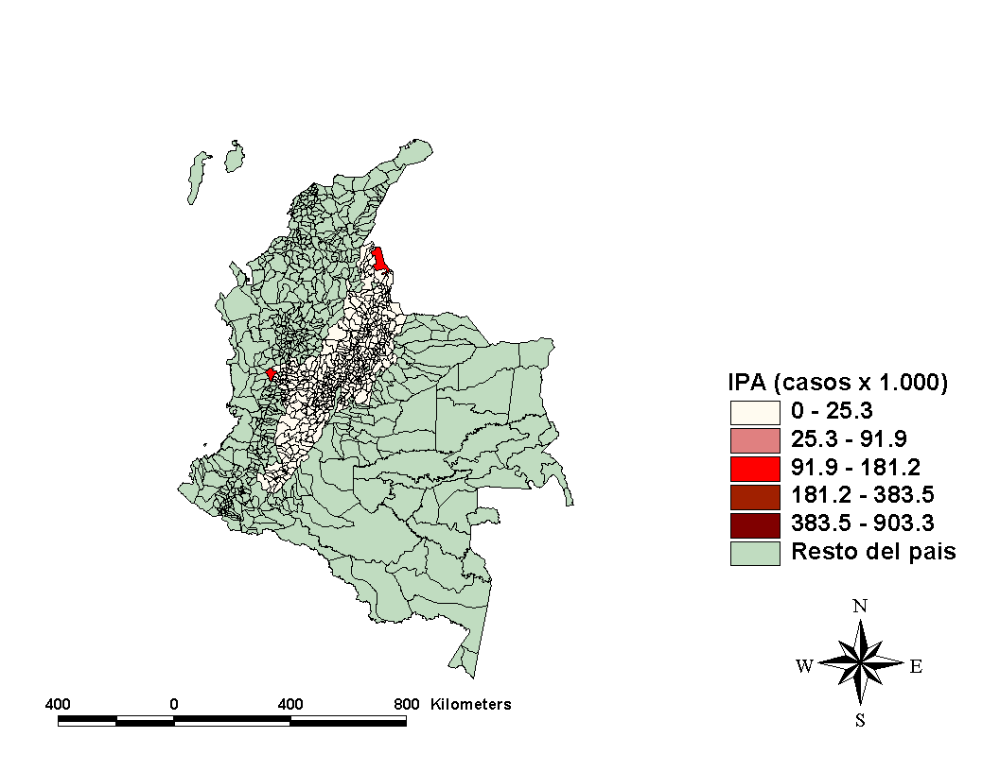 IPA (casos x 1.000)
0 - 25.3
25.3 - 91.9
91.9 - 181.2
181.2 - 383.5
383.5 - 903.3
Resto del pais
N
W E
S
400 0 400 800 Kilometers